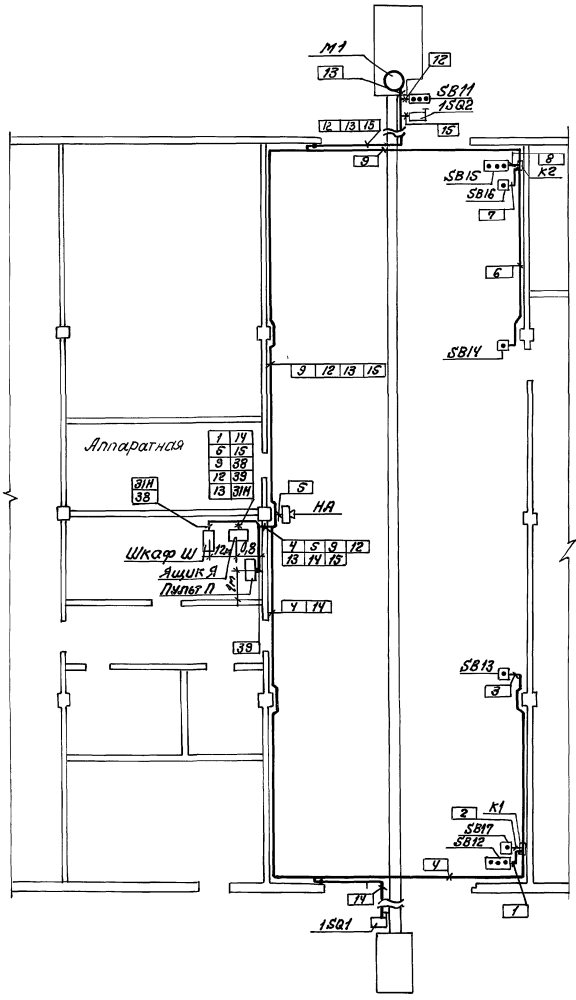 М1
13
12
SB11
1SQ2
12 13 15
15
9
8
SB15
К2
SB16
7
6
SB14
9 12 13 15
Аппаратная
1 14
6 15
9 38
12 39
13 31Н
31Н
38
5
НА
Шкаф Ш
12м
0,8
4 5 9 12
13 14 15
Ящик Я
Пульт П
1м
4 14
39
SB13
3
2
К1
SB17
SB12
4
14
1
1SQ1